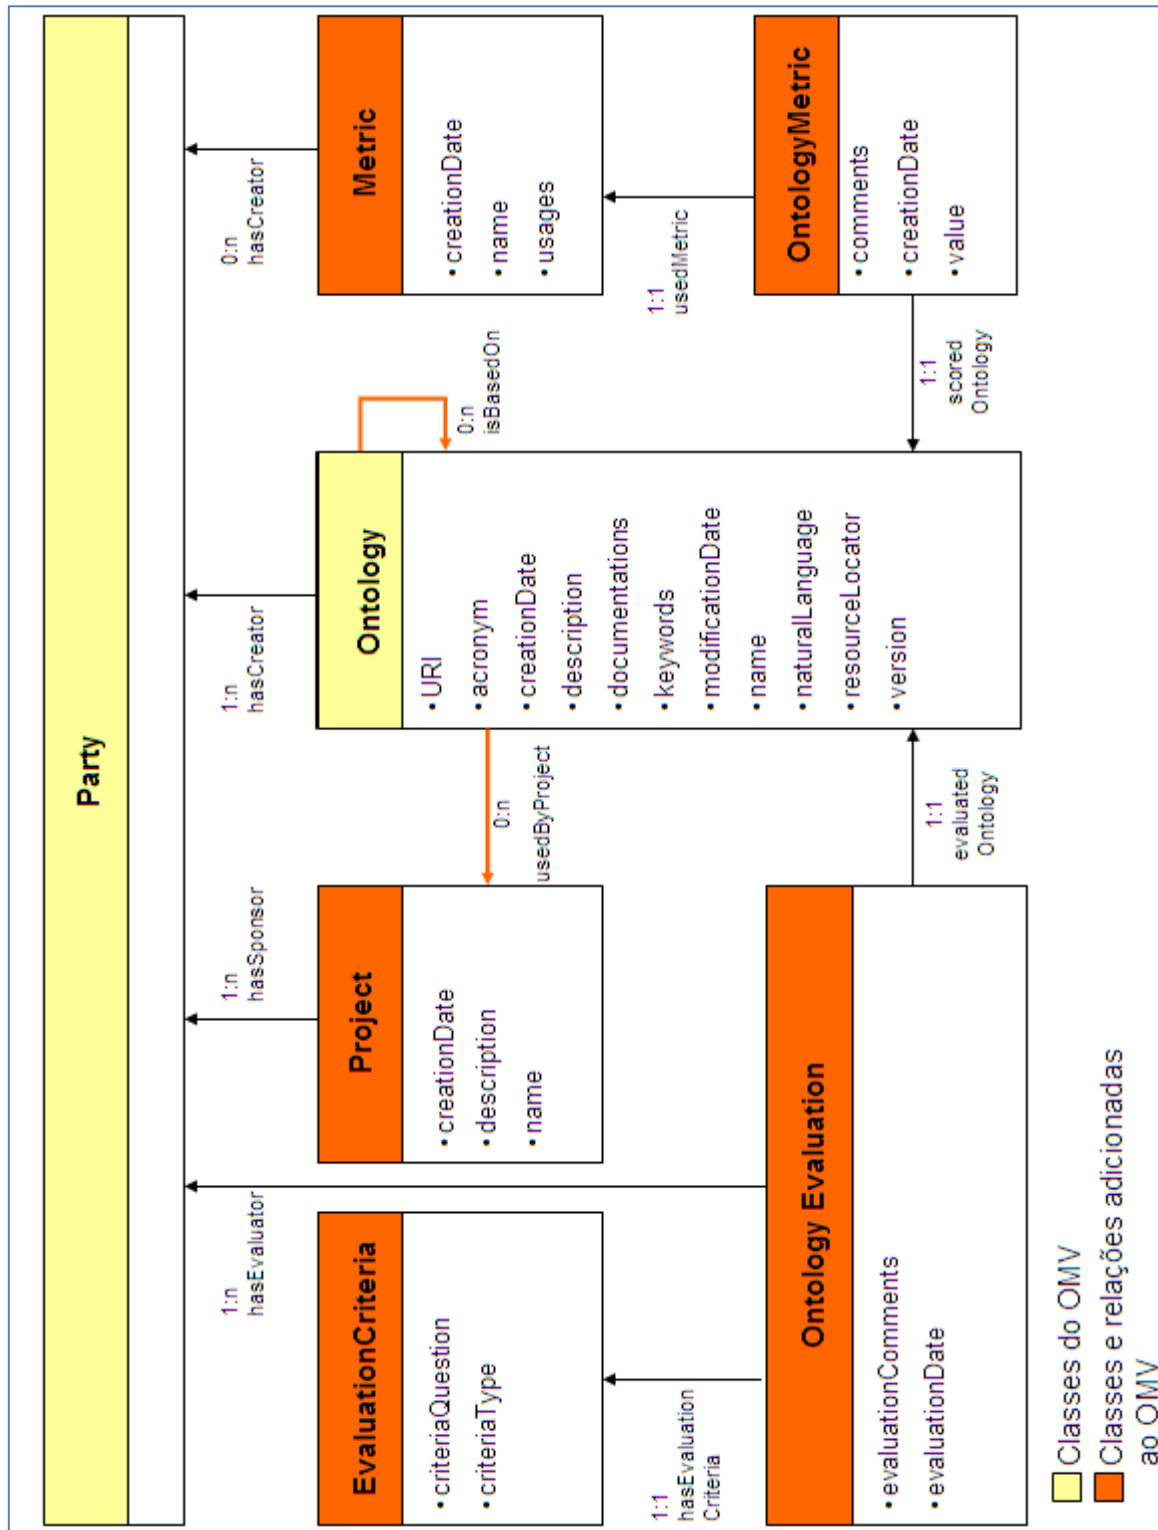 Party
1:1
hasEvaluation
Criteria
1:n
hasEvaluator
1:n
hasSponsor
1:n
hasCreator
0:n
hasCreator
EvaluationCriteria
•criteriaQuestion
•criteriaType
Project
•creationDate
•description
•name
0:n
usedByProject
Ontology
•URI
•acronym
•creationDate
•description
•documentations
•keywords
•modificationDate
•name
•naturalLanguage
•resourceLocator
•version
0:n
isBasedOn
Metric
•creationDate
•name
•usages
1:1
usedMetric
Ontology Evaluation
•evaluationComments
•evaluationDate
1:1
evaluated
Ontology
1:1
scored
Ontology
OntologyMetric
•comments
•creationDate
•value
Classes do OMV
Classes e relações adicionadas
ao OMV